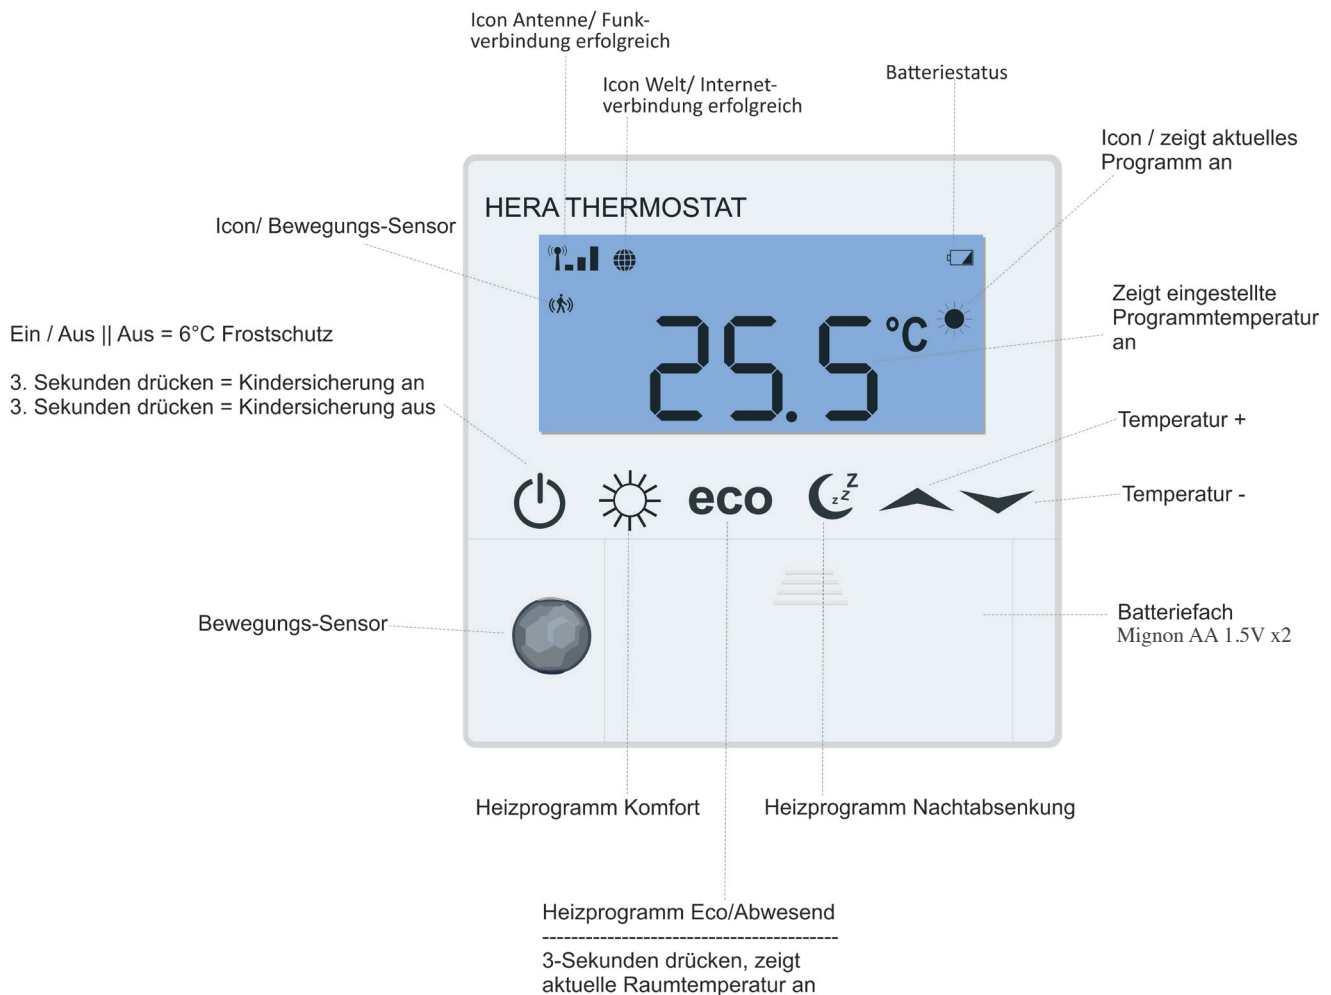 Icon Antenne/ Funk-
verbindung erfolgreich
Icon Welt/ Internet-
verbindung erfolgreich
Batteriestatus
Icon / zeigt aktuelles
Programm an
HERA THERMOSTAT
Icon/ Bewegungs-Sensor
25.5 °C
Zeigt eingestellte
Programmtemperatur
an
Ein / Aus || Aus = 6°C Frostschutz
3. Sekunden drücken = Kindersicherung an
3. Sekunden drücken = Kindersicherung aus
Temperatur +
eco
z z Z
Temperatur -
Bewegungs-Sensor
Batteriefach
Mignon AA 1.5V x2
Heizprogramm Komfort
Heizprogramm Nachtabsenkung
Heizprogramm Eco/Abwesend
-----------------------------------------
3-Sekunden drücken, zeigt
aktuelle Raumtemperatur an